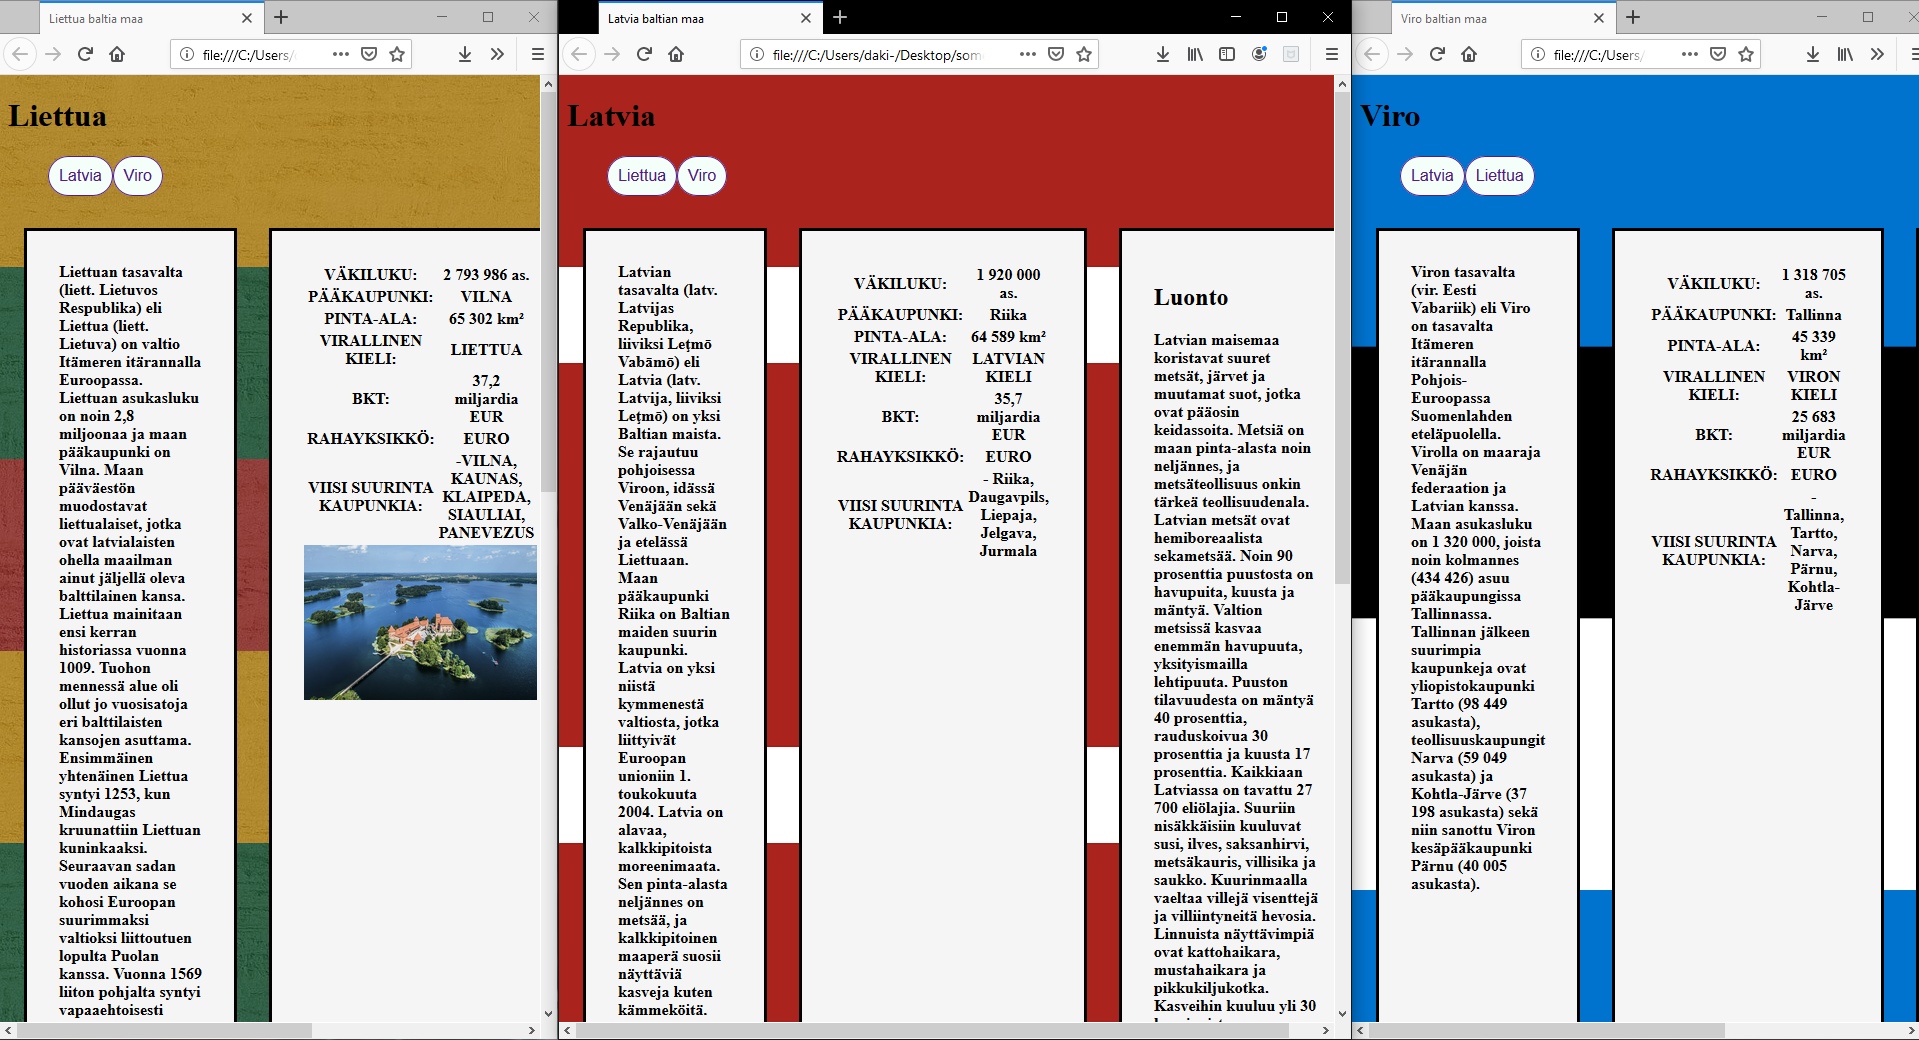 Liettua baltia maa
file:///C:/Users/
Liettua
Latvia
Viro
Liettuan tasavalta
(liett. Lietuvos
Respublika) eli
Liettua (liett.
Lietuva) on valtio
Itämeren itärannalla
Euroopassa.
Liettuan asukasluku
on noin 2,8
miljoonaa ja maan
pääkaupunki on
Vilna. Maan
pääväestön
muodostavat
liettualaiset, jotka
ovat latvialaisten
ohella maailman
ainut jäljellä oleva
balttilainen kansa.
Liettua mainitaan
ensi kerran
historiassa vuonna
1009. Tuohon
mennessä alue oli
ollut jo vuosisatoja
eri balttilaisten
kansojen asuttama.
Ensimmäinen
yhtenäinen Liettua
syntyi 1253, kun
Mindaugas
kruunattiin Liettuan
kuninkaaksi.
Seuraavan sadan
vuoden aikana se
kohosi Euroopan
suurimmaksi
valtioksi liittoutuen
lopulta Puolan
kanssa. Vuonna 1569
liiton pohjalta syntyi
vapaaehtoisesti
VÄKILUKU: 2 793 986 as.
PÄÄKAUPUNKI: VILNA
PINTA-ALA: 65 302 km²
VIRALLINEN
KIELI:
LIETTUA
BKT:
37,2
miljardia
EUR
RAHAYKSIKKÖ: EURO
VIISI SUURINTA
KAUPUNKIA:
-VILNA,
KAUNAS,
KLAIPEDA,
SIAULIAI,
PANEVEZUS
Latvia baltian maa
file:///C:/Users/daki-/Desktop/som
Latvia
Liettua
Viro
Latvian
tasavalta (latv.
Latvijas
Republika,
liiviksi Lețmō
Vabāmō) eli
Latvia (latv.
Latvija, liiviksi
Lețmō) on yksi
Baltian maista.
Se rajautuu
pohjoisessa
Viroon, idässä
Venäjään sekä
Valko-Venäjään
ja etelässä
Liettuaan.
Maan
pääkaupunki
Riika on Baltian
maiden suurin
kaupunki.
Latvia on yksi
niistä
kymmenestä
valtiosta, jotka
liittyivät
Euroopan
unioniin 1.
toukokuuta
2004. Latvia on
alavaa,
kalkkipitoista
moreenimaata.
Sen pinta-alasta
neljännes on
metsää, ja
kalkkipitoinen
maaperä suosii
näyttäviä
kasveja kuten
kämmeköitä.
VÄKILUKU:
1 920 000
as.
PÄÄKAUPUNKI: Riika
PINTA-ALA: 64 589 km²
VIRALLINEN
KIELI:
LATVIAN
KIELI
BKT:
35,7
miljardia
EUR
RAHAYKSIKKÖ: EURO
VIISI SUURINTA
KAUPUNKIA:
- Riika,
Daugavpils,
Liepaja,
Jelgava,
Jurmala
Luonto
Latvian maisemaa
koristavat suuret
metsät, järvet ja
muutamat suot, jotka
ovat pääosin
keidassoita. Metsiä on
maan pinta-alasta noin
neljännes, ja
metsäteollisuus onkin
tärkeä teollisuudenala.
Latvian metsät ovat
hemiboreaalista
sekametsää. Noin 90
prosenttia puustosta on
havupuita, kuusta ja
mäntyä. Valtion
metsissä kasvaa
enemmän havupuuta,
yksityismailla
lehtipuuta. Puuston
tilavuudesta on mäntyä
40 prosenttia,
rauduskoivua 30
prosenttia ja kuusta 17
prosenttia. Kaikkiaan
Latviassa on tavattu 27
700 eliölajia. Suuriin
nisäkkäisiin kuuluvat
susi, ilves, saksanhirvi,
metsäkauris, villisika ja
saukko. Kuurinmaalla
vaeltaa villejä visenttejä
ja villiintyneitä hevosia.
Linnuista näyttävimpiä
ovat kattohaikara,
mustahaikara ja
pikkukiljukotka.
Kasveihin kuuluu yli 30
Viro baltian maa
file:///C:/Users/
Viro
Latvia
Liettua
Viron tasavalta
(vir. Eesti
Vabariik) eli Viro
on tasavalta
Itämeren
itärannalla
Pohjois-
Euroopassa
Suomenlahden
eteläpuolella.
Virolla on maaraja
Venäjän
federaation ja
Latvian kanssa.
Maan asukasluku
on 1 320 000, joista
noin kolmannes
(434 426) asuu
pääkaupungissa
Tallinnassa.
Tallinnan jälkeen
suurimpia
kaupunkeja ovat
yliopistokaupunki
Tartto (98 449
asukasta),
teollisuuskaupungit
Narva (59 049
asukasta) ja
Kohtla-Järve (37
198 asukasta) sekä
niin sanottu Viron
kesäpääkaupunki
Pärnu (40 005
asukasta).
VÄKILUKU:
1 318 705
as.
PÄÄKAUPUNKI: Tallinna
PINTA-ALA:
45 339
km²
VIRALLINEN
KIELI:
VIRON
KIELI
BKT:
25 683
miljardia
EUR
RAHAYKSIKKÖ: EURO
VIISI SUURINTA
KAUPUNKIA:
-
Tallinna,
Tartto,
Narva,
Pärnu,
Kohtla-
Järve